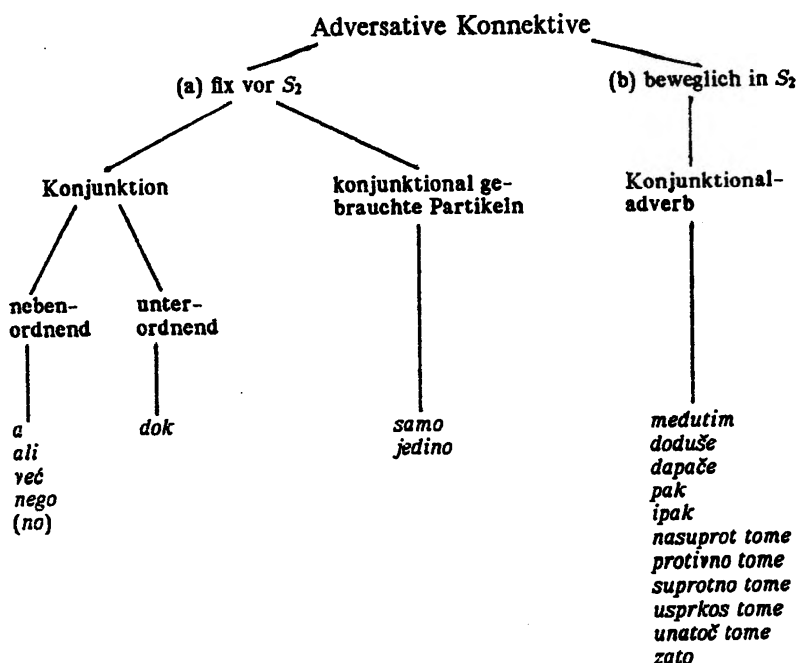 Adversative Konnektive
(a) fix vor S₂
(b) beweglich in S₂
Konjunktion
konjunktional ge-
brauchte Partikeln
Konjunktional-
adverb
neben-
ordnend
unter-
ordnend
a
ali
već
nego
(no)
dok
samo
jedino
međutim
doduše
dapače
pak
ipak
nasuprot tome
protivno tome
suprotno tome
usprkos tome
unatoč tome
zato